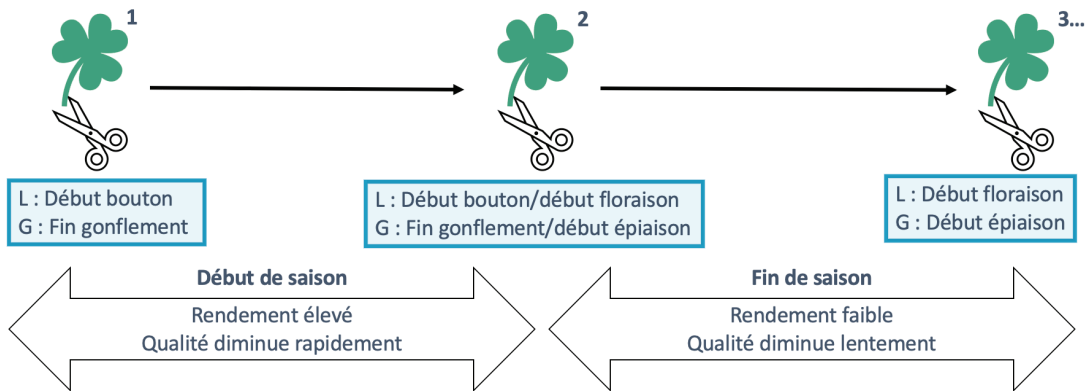 1
2
3...
L : Début bouton
G : Fin gonflement
L : Début bouton/début floraison
G : Fin gonflement/début épiaison
L : Début floraison
G : Début épiaison
Début de saison
Rendement élevé
Qualité diminue rapidement
Fin de saison
Rendement faible
Qualité diminue lentement